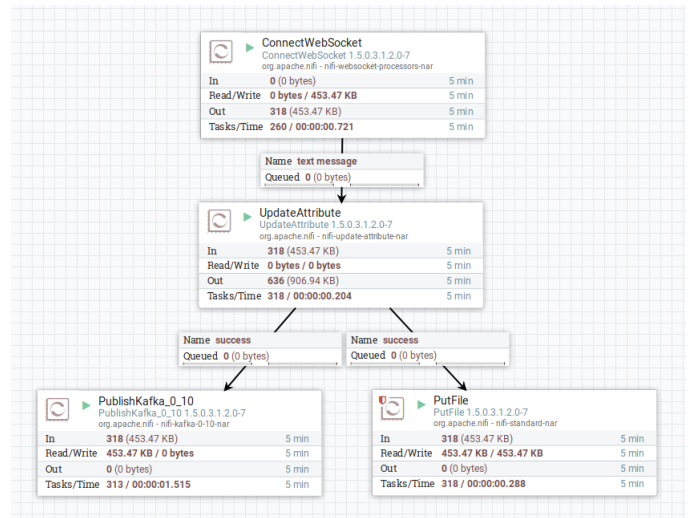 ConnectWebSocket
ConnectWebSocket 1.5.0.3.1.2.0-7
org.apache.nifi - nifi-websocket-processors-nar
In 0 (0 bytes) 5 min
Read/Write 0 bytes / 453.47 KB 5 min
Out 318 (453.47 KB) 5 min
Tasks/Time 260 / 00:00:00.721 5 min
Name text message
Queued 0 (0 bytes)
UpdateAttribute
UpdateAttribute 1.5.0.3.1.2.0-7
org.apache.nifi - nifi-update-attribute-nar
In 318 (453.47 KB) 5 min
Read/Write 0 bytes / 0 bytes 5 min
Out 636 (906.94 KB) 5 min
Tasks/Time 318 / 00:00:00.204 5 min
Name success
Queued 0 (0 bytes)
Name success
Queued 0 (0 bytes)
PublishKafka_0_10
PublishKafka_0_10 1.5.0.3.1.2.0-7
org.apache.nifi - nifi-kafka-0-10-nar
In 318 (453.47 KB) 5 min
Read/Write 453.47 KB / 0 bytes 5 min
Out 0 (0 bytes) 5 min
Tasks/Time 313 / 00:00:01.515 5 min
PutFile
PutFile 1.5.0.3.1.2.0-7
org.apache.nifi - nifi-standard-nar
In 318 (453.47 KB) 5 min
Read/Write 453.47 KB / 453.47 KB 5 min
Out 0 (0 bytes) 5 min
Tasks/Time 318 / 00:00:00.288 5 min